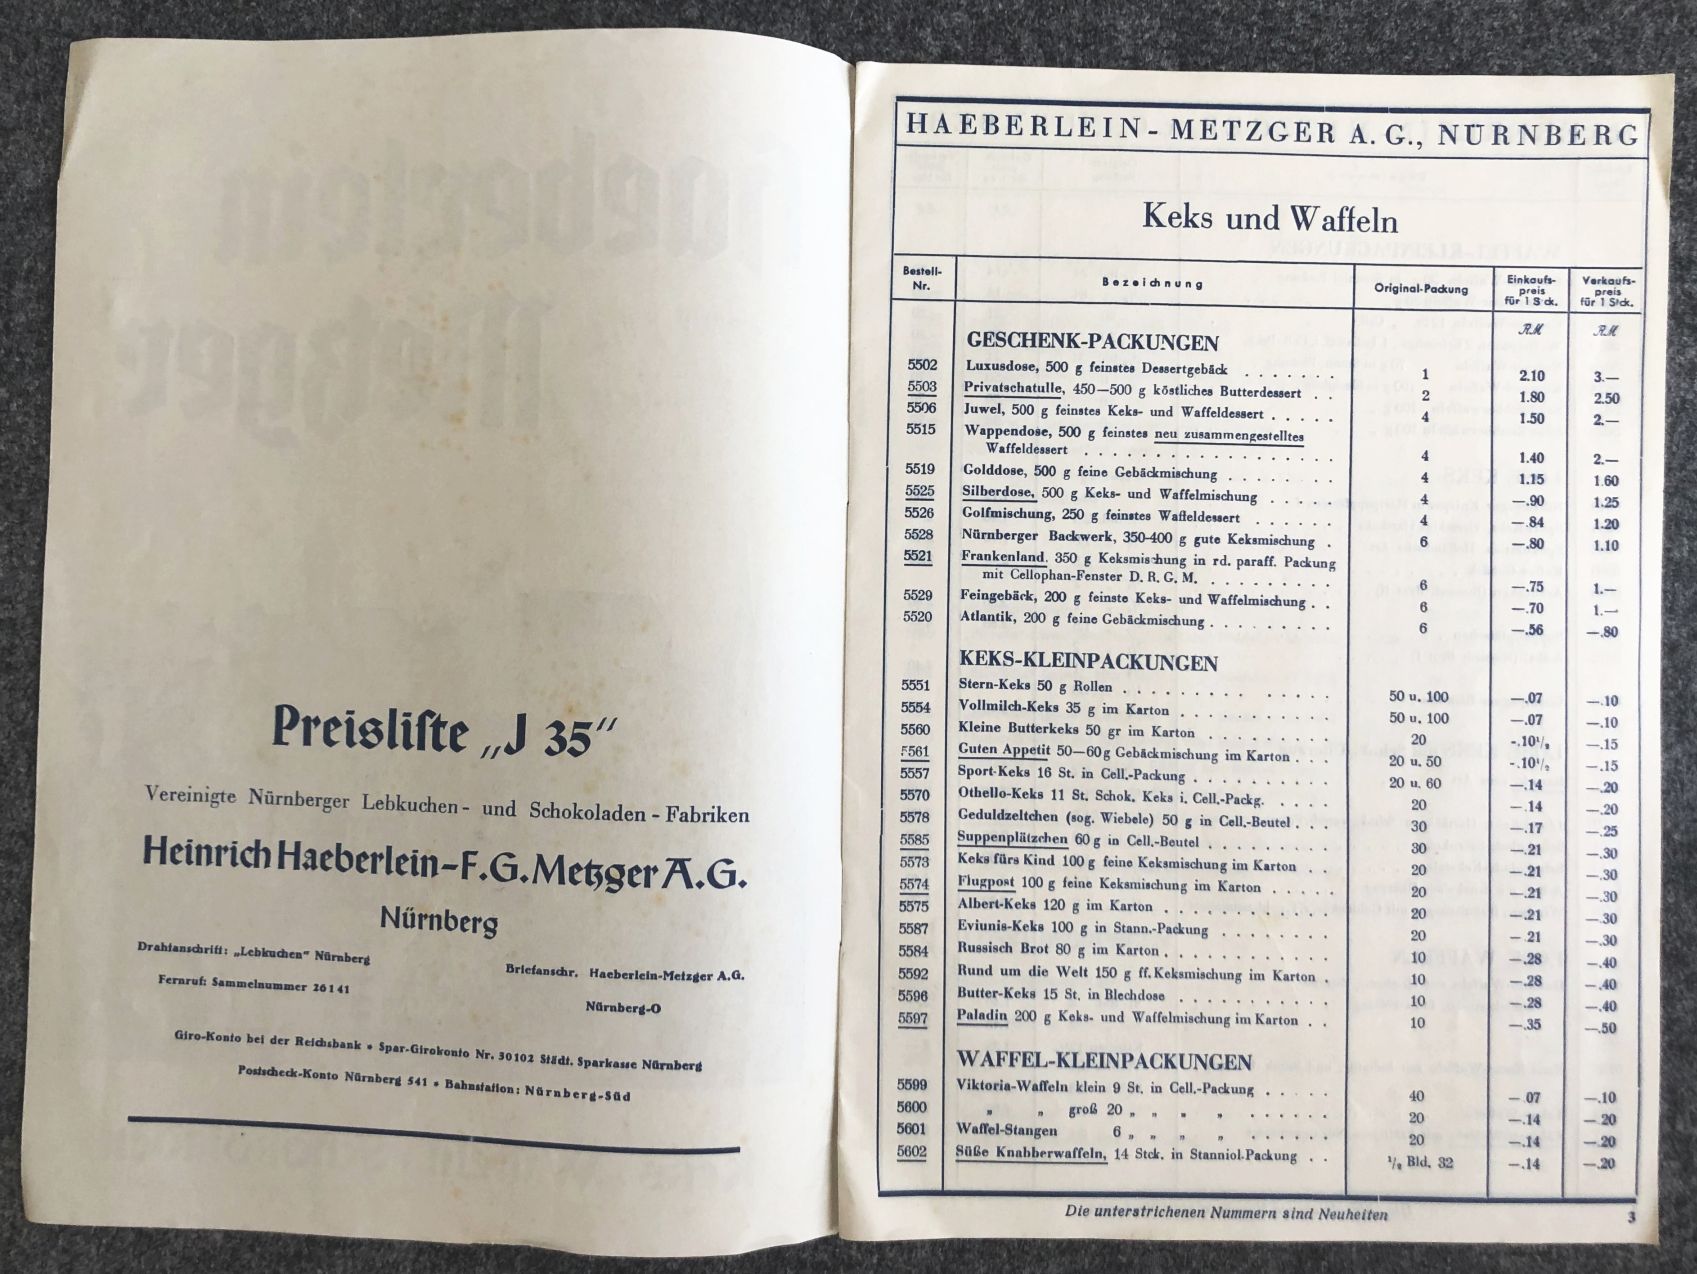 Preisliſte „J 35"
Vereinigte Nürnberger Lebkuchen- und Schokoladen-Fabriken
Heinrich Haeberlein-F.G.Metzger A.G.
Nürnberg
Drahtanschrift: „Lebkuchen" Nürnberg
Fernruf: Sammelnummer 26141
Briefanschr. Haeberlein-Metzger A.G.
Nürnberg-O
Giro-Konto bei der Reichsbank • Spar-Girokonto Nr. 30102 Städt. Sparkasse Nürnberg
Postscheck-Konto Nürnberg 541 • Bahnstation: Nürnberg-Süd
HAEBERLEIN-METZGER A.G., NÜRNBERG
Keks und Waffeln
Bestell-Nr. Bezeichnung Original-Packung Einkaufspreis für 1 Stck. Verkaufspreis für 1 Stck.
RM RM
GESCHENK-PACKUNGEN
5502 Luxusdose, 500 g feinstes Dessertgebäck . . . . . . . 1 2.10 3.—
5503 Privatschatulle, 450—500 g köstliches Butterdessert . . 2 1.80 2.50
5506 Juwel, 500 g feinstes Keks- und Waffeldessert . . . . . 4 1.50 2.—
5515 Wappendose, 500 g feinstes neu zusammengestelltes
Waffeldessert . . . . . . . . . . . . . . . . . 4 1.40 2.—
5519 Golddose, 500 g feine Gebäckmischung . . . . . . . . 4 1.15 1.60
5525 Silberdose, 500 g Keks- und Waffelmischung . . . . . 4 —.90 1.25
5526 Golfmischung, 250 g feinstes Waffeldessert . . . . . . 4 —.84 1.20
5528 Nürnberger Backwerk, 350-400 g gute Keksmischung . 6 —.80 1.10
5521 Frankenland. 350 g Keksmischung in rd. paraff. Packung
mit Cellophan-Fenster D. R. G. M. . . . . . . . . . 6 —.75 1.—
5529 Feingebäck, 200 g feinste Keks- und Waffelmischung . . 6 —.70 1.—
5520 Atlantik, 200 g feine Gebäckmischung . . . . . . . . . 6 —.56 —.80
KEKS-KLEINPACKUNGEN
5551 Stern-Keks 50 g Rollen . . . . . . . . . . . . . . 50 u. 100 —.07 —.10
5554 Vollmilch-Keks 35 g im Karton . . . . . . . . . . . 50 u. 100 —.07 —.10
5560 Kleine Butterkeks 50 gr im Karton . . . . . . . . . 20 -.10½ —.15
5561 Guten Appetit 50—60g Gebäckmischung im Karton . . . 20 u. 50 -.10½ —.15
5557 Sport-Keks 16 St. in Cell.-Packung . . . . . . . . . . 20 u. 60 —.14 —.20
5570 Othello-Keks 11 St. Schok. Keks i. Cell.-Packg. . . . . 20 —.14 —.20
5578 Geduldzeltchen (sog. Wiebele) 50 g in Cell.-Beutel . . . 30 —.17 —.25
5585 Suppenplätzchen 60g in Cell.-Beutel . . . . . . . . . 30 —.21 —.30
5573 Keks fürs Kind 100 g feine Keksmischung im Karton . . 20 —.21 —.30
5574 Flugpost 100 g feine Keksmischung im Karton . . . . . 20 —.21 —.30
5575 Albert-Keks 120 g im Karton . . . . . . . . . . . . 20 —.21 —.30
5587 Eviunis-Keks 100 g in Stann.-Packung . . . . . . . . 20 —.21 —.30
5584 Russisch Brot 80 g im Karton . . . . . . . . . . . . 10 —.28 —.40
5592 Rund um die Welt 150 g ff. Keksmischung im Karton . 10 —.28 —.40
5596 Butter-Keks 15 St. in Blechdose . . . . . . . . . . . 10 —.28 —.40
5597 Paladin 200 g Keks- und Waffelmischung im Karton . . 10 —.35 —.50
WAFFEL-KLEINPACKUNGEN
5599 Viktoria-Waffeln klein 9 St. in Cell.-Packung . . . . . 40 —.07 —.10
5600 „ „ groß 20 „ „ „ „ . . . . . . 20 —.14 —.20
5601 Waffel-Stangen 6 „ „ „ „ . . . . . . 20 —.14 —.20
5602 Süße Knabberwaffeln, 14 Stck. in Stanniol-Packung . . ½ Bld. 32 —.14 —.20
Die unterstrichenen Nummern sind Neuheiten
3